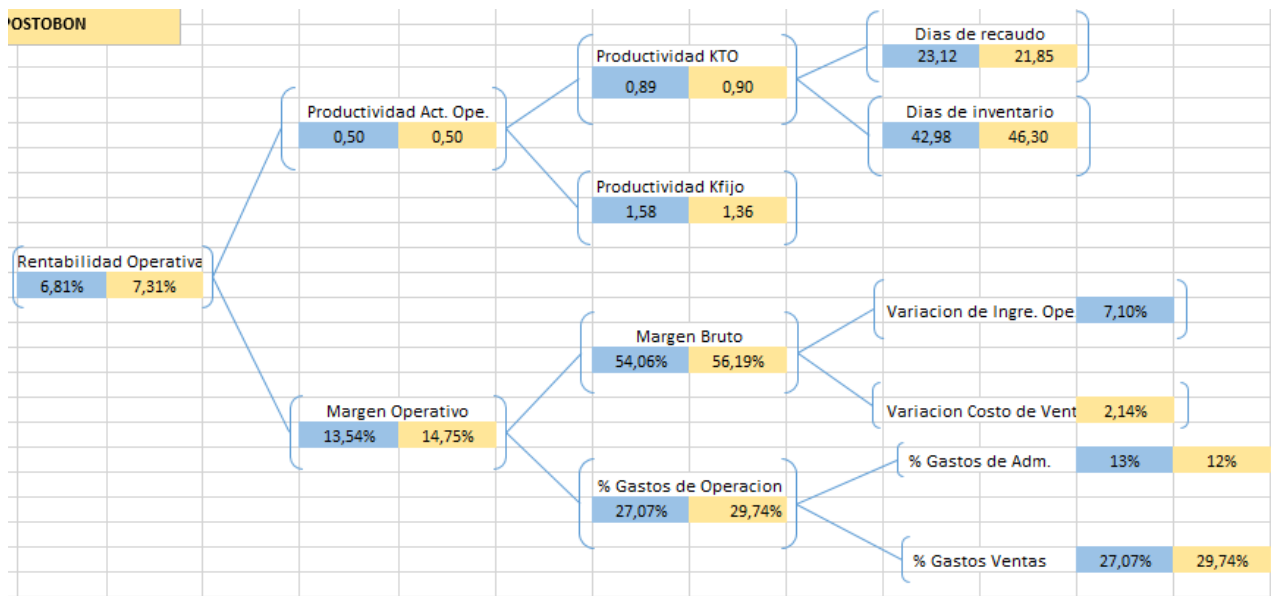 POSTOBON
Dias de recaudo
23,12 21,85
Productividad KTO
0,89 0,90
Dias de inventario
42,98 46,30
Productividad Act. Ope.
0,50 0,50
Productividad Kfijo
1,58 1,36
Rentabilidad Operativa
6,81% 7,31%
Variacion de Ingre. Ope 7,10%
Margen Bruto
54,06% 56,19%
Variacion Costo de Vent 2,14%
Margen Operativo
13,54% 14,75%
% Gastos de Adm. 13% 12%
% Gastos de Operacion
27,07% 29,74%
% Gastos Ventas 27,07% 29,74%